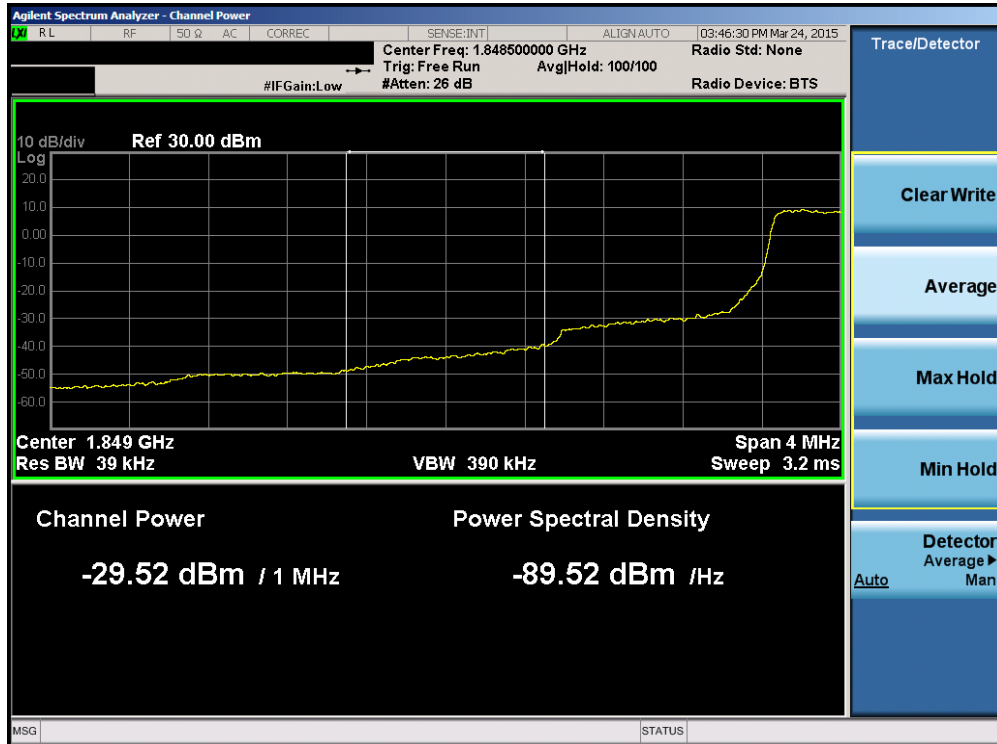 Agilent Spectrum Analyzer - Channel Power
LXI RL RF 50 Ω AC CORREC SENSE:INT ALIGN AUTO 03:46:30 PM Mar 24, 2015
Center Freq: 1.848500000 GHz Radio Std: None
Trig: Free Run Avg|Hold: 100/100
#IFGain:Low #Atten: 26 dB Radio Device: BTS
10 dB/div Ref 30.00 dBm
Log
20.0
10.0
0.00
-10.0
-20.0
-30.0
-40.0
-50.0
-60.0
Center 1.849 GHz Span 4 MHz
Res BW 39 kHz VBW 390 kHz Sweep 3.2 ms
Channel Power Power Spectral Density
-29.52 dBm / 1 MHz -89.52 dBm /Hz
MSG STATUS
Trace/Detector
Clear Write
Average
Max Hold
Min Hold
Detector
Average
Auto Man